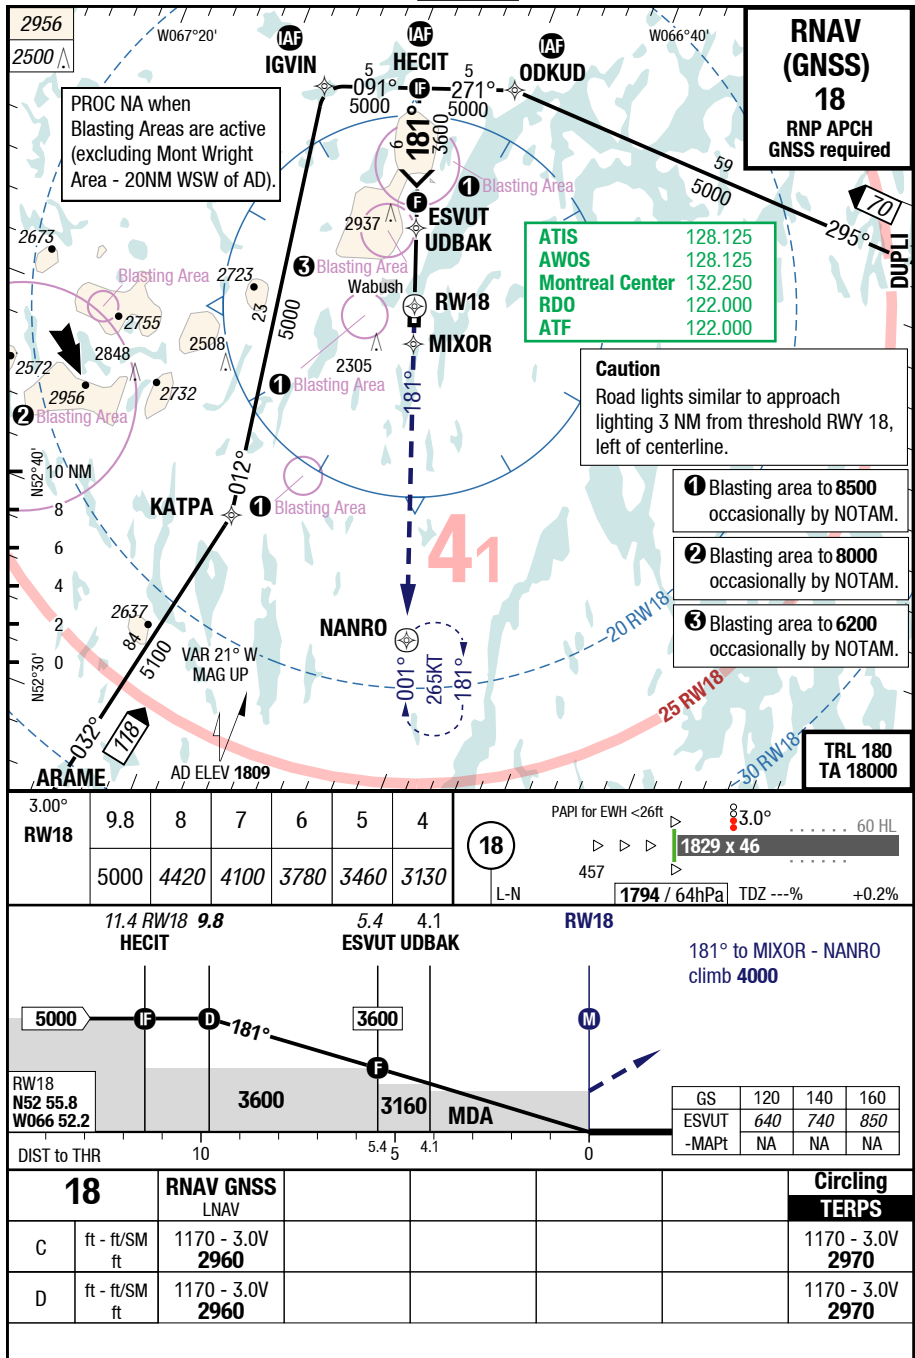 2956
2500
W067°20'
IAF
IGVIN
IAF
HECIT
IAF
ODKUD
W066°40'
RNAV
(GNSS)
18
RNP APCH
GNSS required
5
091°
5000
IF
5
271°
5000
PROC NA when
Blasting Areas are active
(excluding Mont Wright
Area - 20NM WSW of AD).
181°
6
3600
1 Blasting Area
59
5000
295°
70
DUPLI
F
ESVUT
UDBAK
2937
3 Blasting Area
Wabush
ATIS 128.125
AWOS 128.125
Montreal Center 132.250
RDO 122.000
ATF 122.000
2673
Blasting Area
2723
23
5000
2755
2508
RW18
MIXOR
2848
2572
2956
2732
2305
1 Blasting Area
2 Blasting Area
181°
Caution
Road lights similar to approach
lighting 3 NM from threshold RWY 18,
left of centerline.
N52°40'
10 NM
8
6
4
2
0
N52°30'
012°
KATPA
1 Blasting Area
1 Blasting area to 8500
occasionally by NOTAM.
2 Blasting area to 8000
occasionally by NOTAM.
3 Blasting area to 6200
occasionally by NOTAM.
41
2637
84
5100
VAR 21° W
MAG UP
NANRO
001°
265KT
181°
20 RW18
25 RW18
30 RW18
032°
118
ARAME
AD ELEV 1809
TRL 180
TA 18000
3.00°
RW18
9.8 8 7 6 5 4
5000 4420 4100 3780 3460 3130
18
L-N
PAPI for EWH <26ft
3.0°
60 HL
1829 x 46
457
1794 / 64hPa TDZ ---% +0.2%
11.4 RW18 9.8 5.4 4.1 RW18
HECIT ESVUT UDBAK
181° to MIXOR - NANRO
climb 4000
5000 IF D 181° 3600 M
F
RW18
N52 55.8
W066 52.2
3600
3160
MDA
GS 120 140 160
ESVUT 640 740 850
-MAPt NA NA NA
DIST to THR 10 5.4 5 4.1 0
18
RNAV GNSS
LNAV
Circling
TERPS
C ft - ft/SM 1170 - 3.0V 1170 - 3.0V
ft 2960 2970
D ft - ft/SM 1170 - 3.0V 1170 - 3.0V
ft 2960 2970